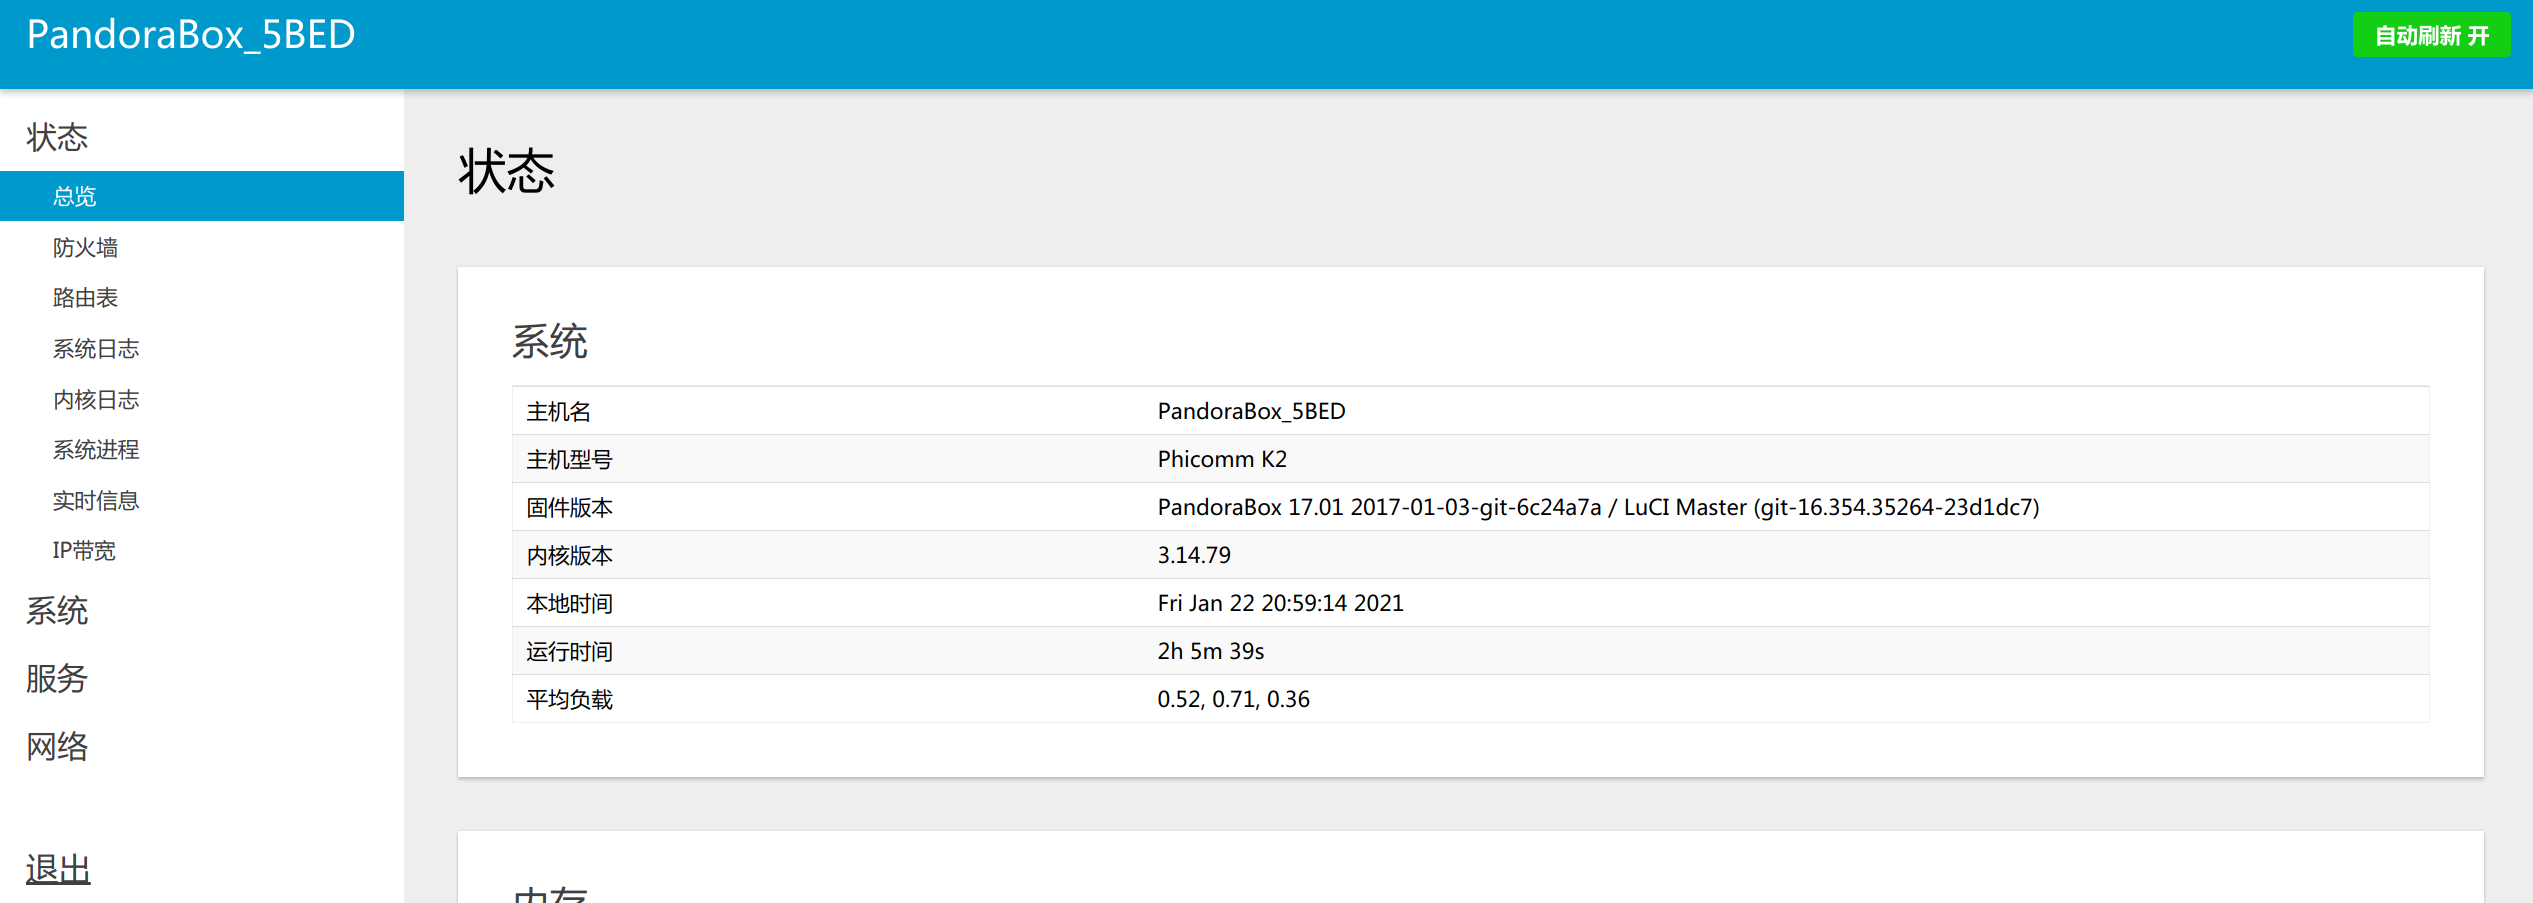 PandoraBox_5BED
自动刷新 开
状态
总览
防火墙
路由表
系统日志
内核日志
系统进程
实时信息
IP带宽
系统
服务
网络
退出
状态
系统
主机名 PandoraBox_5BED
主机型号 Phicomm K2
固件版本 PandoraBox 17.01 2017-01-03-git-6c24a7a / LuCI Master (git-16.354.35264-23d1dc7)
内核版本 3.14.79
本地时间 Fri Jan 22 20:59:14 2021
运行时间 2h 5m 39s
平均负载 0.52, 0.71, 0.36
内存